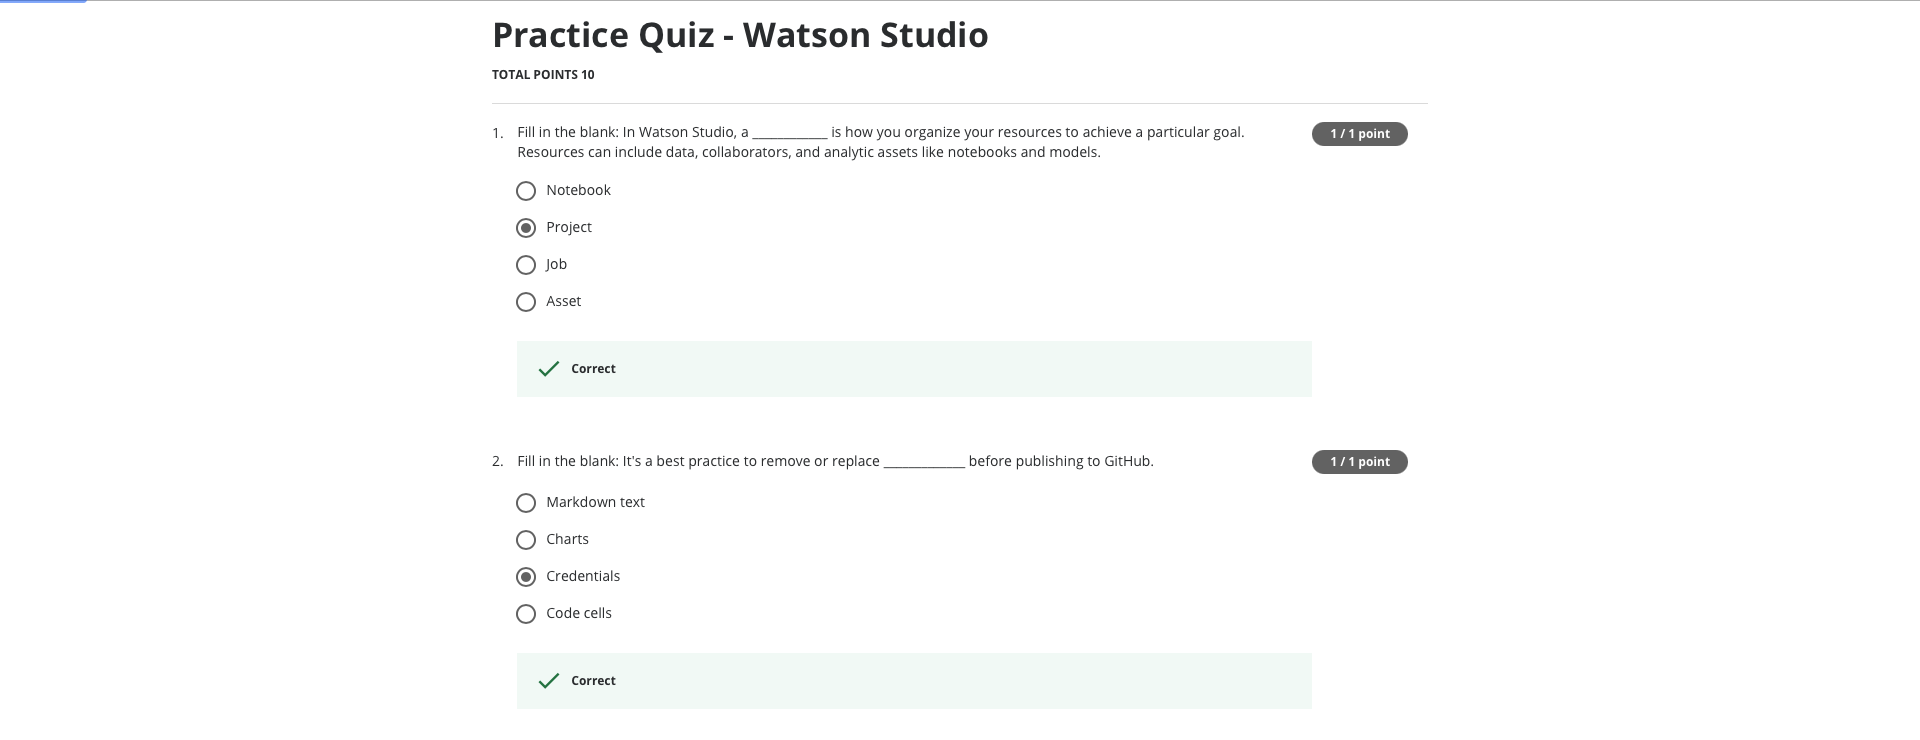 Practice Quiz - Watson Studio
TOTAL POINTS 10
1. Fill in the blank: In Watson Studio, a ___________ is how you organize your resources to achieve a particular goal. 1 / 1 point
Resources can include data, collaborators, and analytic assets like notebooks and models.
Notebook
Project
Job
Asset
Correct
2. Fill in the blank: It's a best practice to remove or replace ____________ before publishing to GitHub. 1 / 1 point
Markdown text
Charts
Credentials
Code cells
Correct